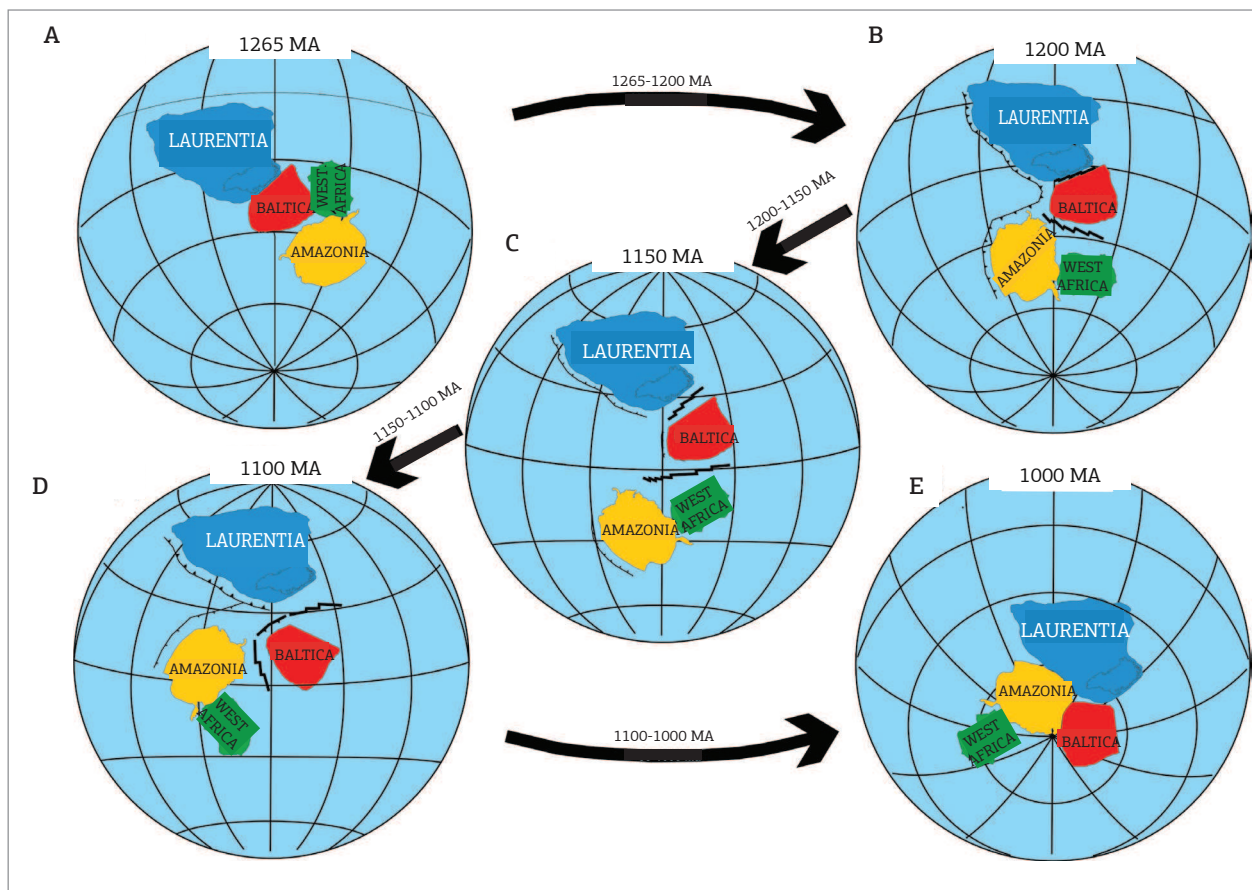 A
1265 MA
LAURENTIA
BALTICA
WEST
AFRICA
AMAZONIA
1265-1200 MA
B
1200 MA
LAURENTIA
BALTICA
AMAZONIA
WEST
AFRICA
1200-1150 MA
C
1150 MA
LAURENTIA
BALTICA
WEST
AFRICA
AMAZONIA
1150-1100 MA
D
1100 MA
LAURENTIA
AMAZONIA
BALTICA
WEST
AFRICA
1100-1000 MA
E
1000 MA
LAURENTIA
AMAZONIA
WEST
AFRICA
BALTICA